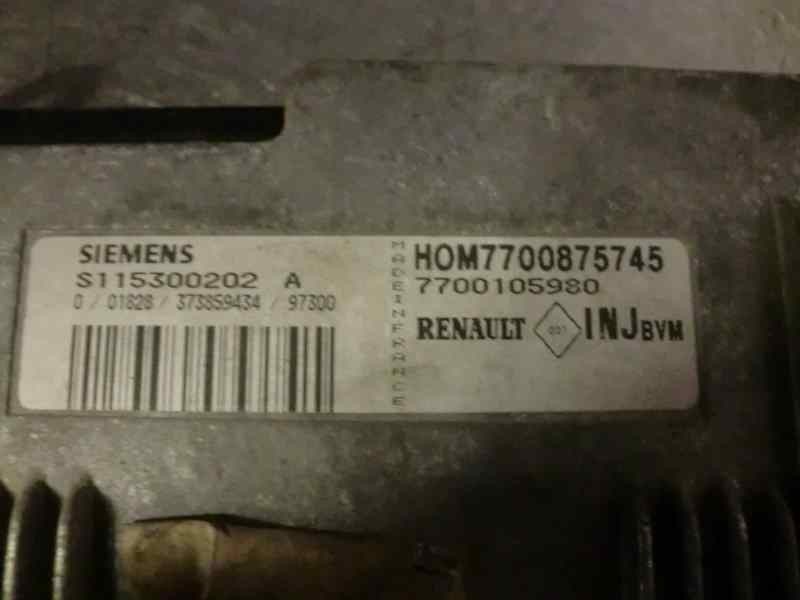 SIEMENS
S115300202 A
0 / 01828 / 373859434 / 97300
MADE IN FRANCE
HOM7700875745
7700105980
RENAULT INJ BVM